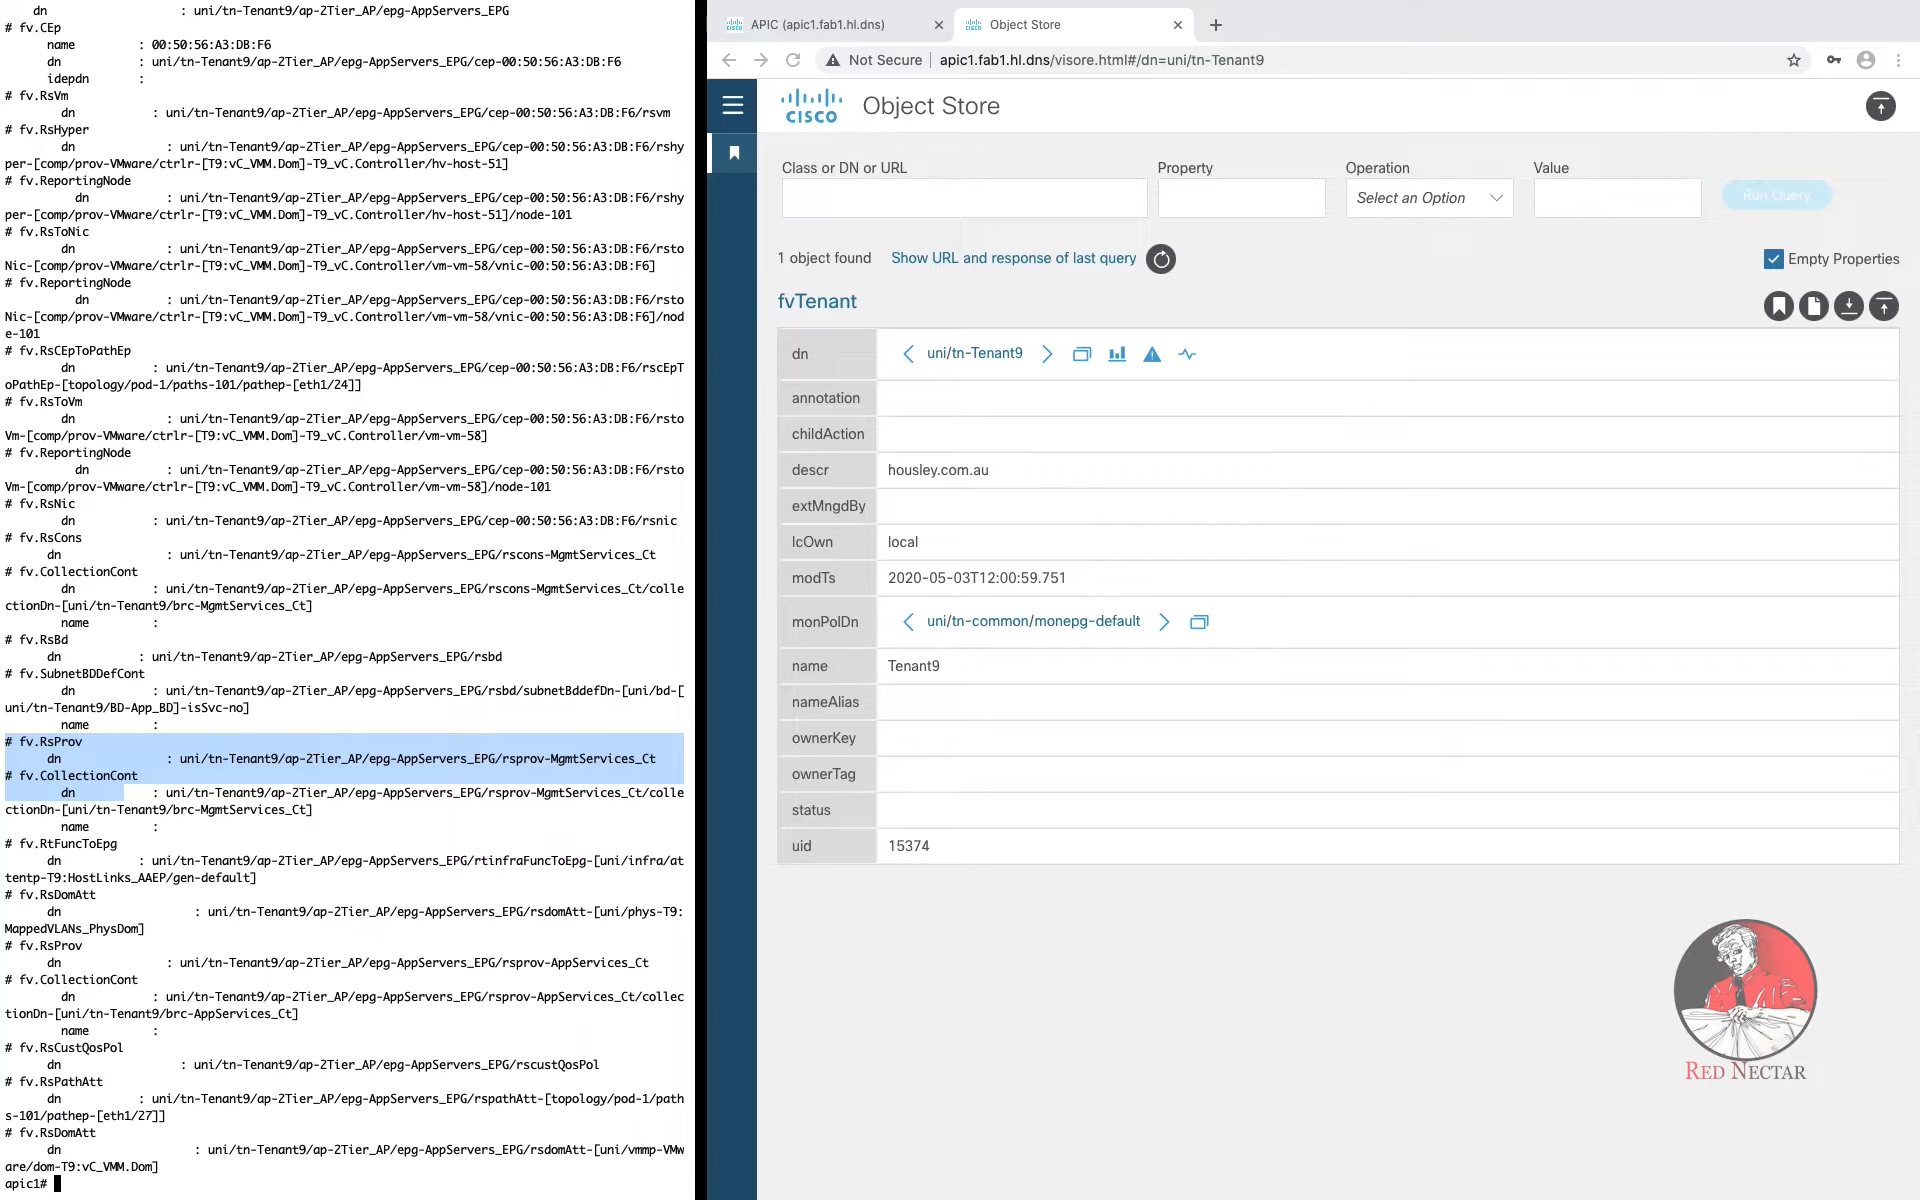 dn : uni/tn-Tenant9/ap-2Tier_AP/epg-AppServers_EPG
# fv.CEp
name : 00:50:56:A3:DB:F6
dn : uni/tn-Tenant9/ap-2Tier_AP/epg-AppServers_EPG/cep-00:50:56:A3:DB:F6
idepdn :
# fv.RsVm
dn : uni/tn-Tenant9/ap-2Tier_AP/epg-AppServers_EPG/cep-00:50:56:A3:DB:F6/rsvm
# fv.RsHyper
dn : uni/tn-Tenant9/ap-2Tier_AP/epg-AppServers_EPG/cep-00:50:56:A3:DB:F6/rshy
per-[comp/prov-VMware/ctrlr-[T9:vC_VMM.Dom]-T9_vC.Controller/hv-host-51]
# fv.ReportingNode
dn : uni/tn-Tenant9/ap-2Tier_AP/epg-AppServers_EPG/cep-00:50:56:A3:DB:F6/rshy
per-[comp/prov-VMware/ctrlr-[T9:vC_VMM.Dom]-T9_vC.Controller/hv-host-51]/node-101
# fv.RsToNic
dn : uni/tn-Tenant9/ap-2Tier_AP/epg-AppServers_EPG/cep-00:50:56:A3:DB:F6/rsto
Nic-[comp/prov-VMware/ctrlr-[T9:vC_VMM.Dom]-T9_vC.Controller/vm-vm-58/vnic-00:50:56:A3:DB:F6]
# fv.ReportingNode
dn : uni/tn-Tenant9/ap-2Tier_AP/epg-AppServers_EPG/cep-00:50:56:A3:DB:F6/rsto
Nic-[comp/prov-VMware/ctrlr-[T9:vC_VMM.Dom]-T9_vC.Controller/vm-vm-58/vnic-00:50:56:A3:DB:F6]/nod
e-101
# fv.RsCEpToPathEp
dn : uni/tn-Tenant9/ap-2Tier_AP/epg-AppServers_EPG/cep-00:50:56:A3:DB:F6/rscEpT
oPathEp-[topology/pod-1/paths-101/pathep-[eth1/24]]
# fv.RsToVm
dn : uni/tn-Tenant9/ap-2Tier_AP/epg-AppServers_EPG/cep-00:50:56:A3:DB:F6/rsto
Vm-[comp/prov-VMware/ctrlr-[T9:vC_VMM.Dom]-T9_vC.Controller/vm-vm-58]
# fv.ReportingNode
dn : uni/tn-Tenant9/ap-2Tier_AP/epg-AppServers_EPG/cep-00:50:56:A3:DB:F6/rsto
Vm-[comp/prov-VMware/ctrlr-[T9:vC_VMM.Dom]-T9_vC.Controller/vm-vm-58]/node-101
# fv.RsNic
dn : uni/tn-Tenant9/ap-2Tier_AP/epg-AppServers_EPG/cep-00:50:56:A3:DB:F6/rsnic
# fv.RsCons
dn : uni/tn-Tenant9/ap-2Tier_AP/epg-AppServers_EPG/rscons-MgmtServices_Ct
# fv.CollectionCont
dn : uni/tn-Tenant9/ap-2Tier_AP/epg-AppServers_EPG/rscons-MgmtServices_Ct/colle
ctionDn-[uni/tn-Tenant9/brc-MgmtServices_Ct]
name :
# fv.RsBd
dn : uni/tn-Tenant9/ap-2Tier_AP/epg-AppServers_EPG/rsbd
# fv.SubnetBDDefCont
dn : uni/tn-Tenant9/ap-2Tier_AP/epg-AppServers_EPG/rsbd/subnetBddefDn-[uni/bd-[
uni/tn-Tenant9/BD-App_BD]-isSvc-no]
name :
# fv.RsProv
dn : uni/tn-Tenant9/ap-2Tier_AP/epg-AppServers_EPG/rsprov-MgmtServices_Ct
# fv.CollectionCont
dn : uni/tn-Tenant9/ap-2Tier_AP/epg-AppServers_EPG/rsprov-MgmtServices_Ct/colle
ctionDn-[uni/tn-Tenant9/brc-MgmtServices_Ct]
name :
# fv.RtFuncToEpg
dn : uni/tn-Tenant9/ap-2Tier_AP/epg-AppServers_EPG/rtinfraFuncToEpg-[uni/infra/at
tentp-T9:HostLinks_AAEP/gen-default]
# fv.RsDomAtt
dn : uni/tn-Tenant9/ap-2Tier_AP/epg-AppServers_EPG/rsdomAtt-[uni/phys-T9:
MappedVLANs_PhysDom]
# fv.RsProv
dn : uni/tn-Tenant9/ap-2Tier_AP/epg-AppServers_EPG/rsprov-AppServices_Ct
# fv.CollectionCont
dn : uni/tn-Tenant9/ap-2Tier_AP/epg-AppServers_EPG/rsprov-AppServices_Ct/collec
tionDn-[uni/tn-Tenant9/brc-AppServices_Ct]
name :
# fv.RsCustQosPol
dn : uni/tn-Tenant9/ap-2Tier_AP/epg-AppServers_EPG/rscustQosPol
# fv.RsPathAtt
dn : uni/tn-Tenant9/ap-2Tier_AP/epg-AppServers_EPG/rspathAtt-[topology/pod-1/path
s-101/pathep-[eth1/27]]
# fv.RsDomAtt
dn : uni/tn-Tenant9/ap-2Tier_AP/epg-AppServers_EPG/rsdomAtt-[uni/vmmp-VMw
are/dom-T9:vC_VMM.Dom]
apic1#
APIC (apic1.fab1.hl.dns)
Object Store
Not Secure
apic1.fab1.hl.dns/visore.html#/dn=uni/tn-Tenant9
CISCO
Object Store
Class or DN or URL
Property
Operation
Value
Select an Option
Run Query
1 object found
Show URL and response of last query
Empty Properties
fvTenant
dn uni/tn-Tenant9
annotation
childAction
descr housley.com.au
extMngdBy
lcOwn local
modTs 2020-05-03T12:00:59.751
monPolDn uni/tn-common/monepg-default
name Tenant9
nameAlias
ownerKey
ownerTag
status
uid 15374
RED NECTAR